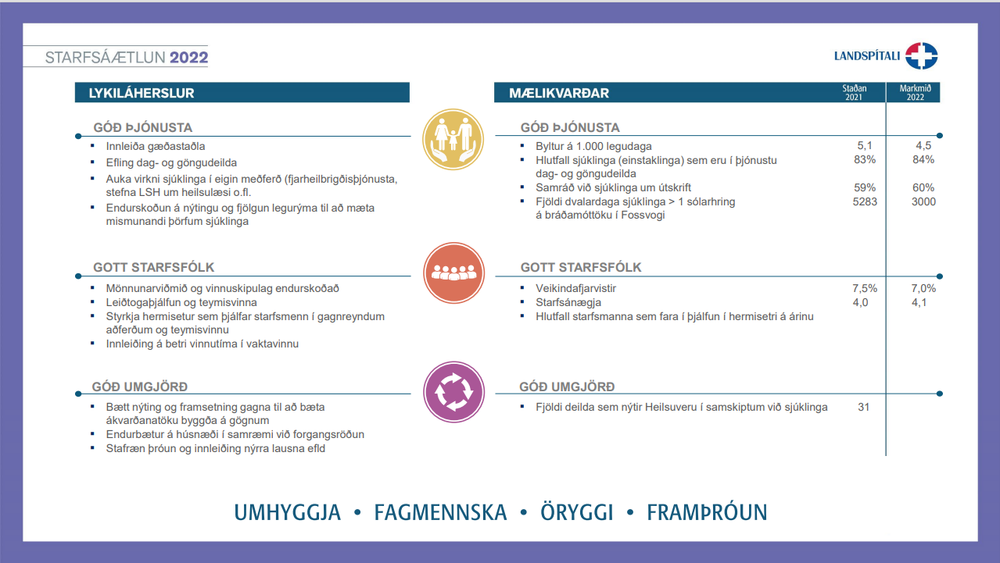 STARFSÁÆTLUN 2022
LANDSPÍTALI
LYKILÁHERSLUR
GÓÐ ÞJÓNUSTA
▪ Innleiða gæðastaðla
▪ Efling dag- og göngudeilda
▪ Auka virkni sjúklinga í eigin meðferð (fjarheilbrigðisþjónusta,
stefna LSH um heilsulæsi o.fl.
▪ Endurskoðun á nýtingu og fjölgun legurýma til að mæta
mismunandi þörfum sjúklinga
GOTT STARFSFÓLK
▪ Mönnunarviðmið og vinnuskipulag endurskoðað
▪ Leiðtogaþjálfun og teymisvinna
▪ Styrkja hermisetur sem þjálfar starfsmenn í gagnreyndum
aðferðum og teymisvinnu
▪ Innleiðing á betri vinnutíma í vaktavinnu
GÓÐ UMGJÖRÐ
▪ Bætt nýting og framsetning gagna til að bæta
ákvarðanatöku byggða á gögnum
▪ Endurbætur á húsnæði í samræmi við forgangsröðun
▪ Stafræn þróun og innleiðing nýrra lausna efld
MÆLIKVARÐAR Staðan Markmið
2021 2022
GÓÐ ÞJÓNUSTA
▪ Byltur á 1.000 legudaga 5,1 4,5
▪ Hlutfall sjúklinga (einstaklinga) sem eru í þjónustu 83% 84%
dag- og göngudeilda
▪ Samráð við sjúklinga um útskrift 59% 60%
▪ Fjöldi dvalardaga sjúklinga > 1 sólarhring 5283 3000
á bráðamóttöku í Fossvogi
GOTT STARFSFÓLK
▪ Veikindafjarvistir 7,5% 7,0%
▪ Starfsánægja 4,0 4,1
▪ Hlutfall starfsmanna sem fara í þjálfun í hermisetri á árinu
GÓÐ UMGJÖRÐ
▪ Fjöldi deilda sem nýtir Heilsuveru í samskiptum við sjúklinga 31
UMHYGGJA • FAGMENNSKA • ÖRYGGI • FRAMÞRÓUN